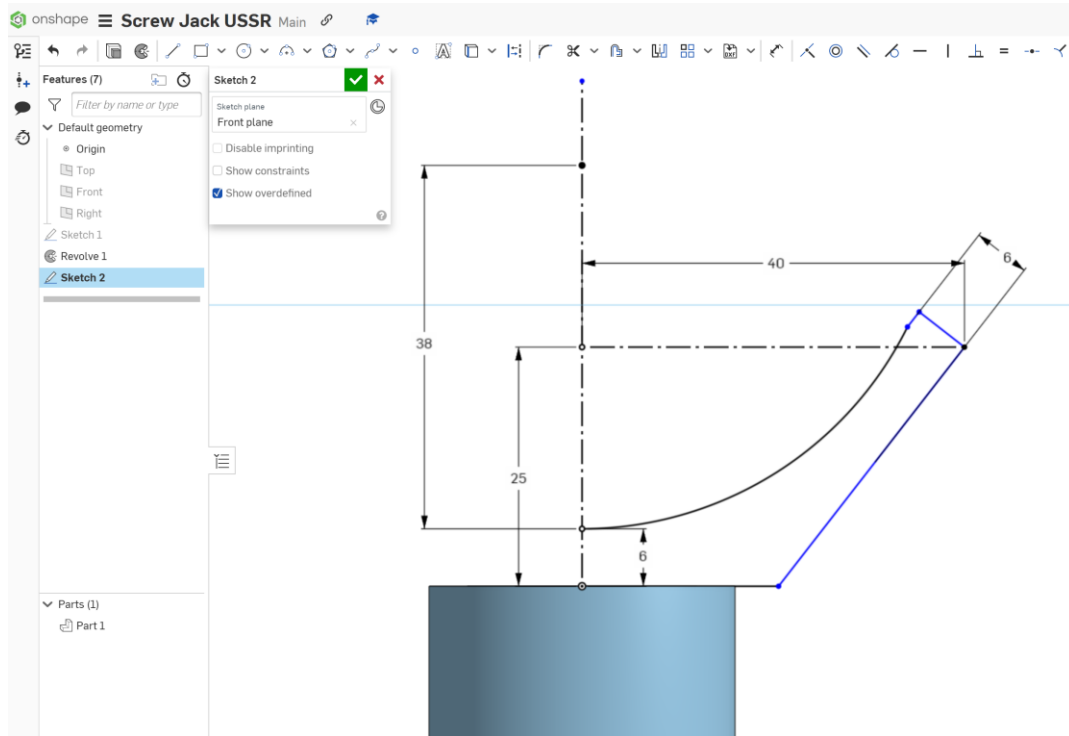 onshape Screw Jack USSR Main
Features (7)
Filter by name or type
Default geometry
Origin
Top
Front
Right
Sketch 1
Revolve 1
Sketch 2
Parts (1)
Part 1
Sketch 2
Sketch plane
Front plane
Disable imprinting
Show constraints
Show overdefined
38
40
6
25
6